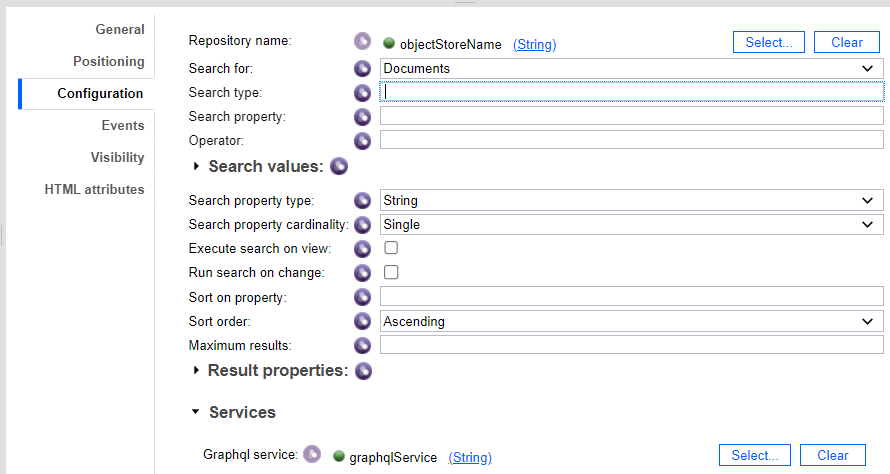 General
Positioning
Configuration
Events
Visibility
HTML attributes
Repository name: objectStoreName (String) Select... Clear
Search for: Documents
Search type:
Search property:
Operator:
Search values:
Search property type: String
Search property cardinality: Single
Execute search on view:
Run search on change:
Sort on property:
Sort order: Ascending
Maximum results:
Result properties:
Services
Graphql service: graphqlService (String) Select... Clear